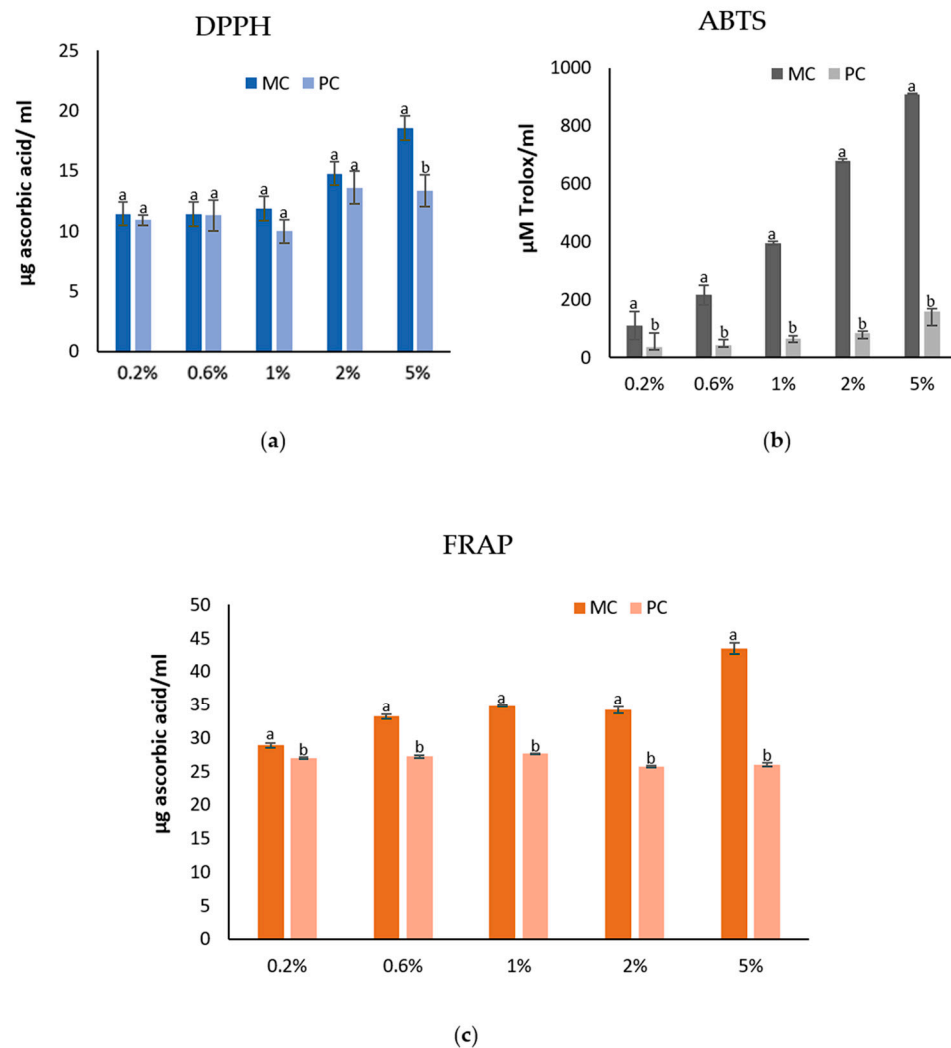 DPPH
25
20
15
10
5
0
µg ascorbic acid/ ml
MC PC
a a a a a a a a a b
0.2% 0.6% 1% 2% 5%
(a)
ABTS
1000
800
600
400
200
0
µM Trolox/ml
MC PC
a b a b a b a b a b
0.2% 0.6% 1% 2% 5%
(b)
FRAP
50
45
40
35
30
25
20
15
10
5
0
µg ascorbic acid/ml
MC PC
a b a b a b a b a b
0.2% 0.6% 1% 2% 5%
(c)